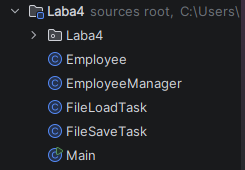 Laba4 sources root, C:\Users\
Laba4
Employee
EmployeeManager
FileLoadTask
FileSaveTask
Main